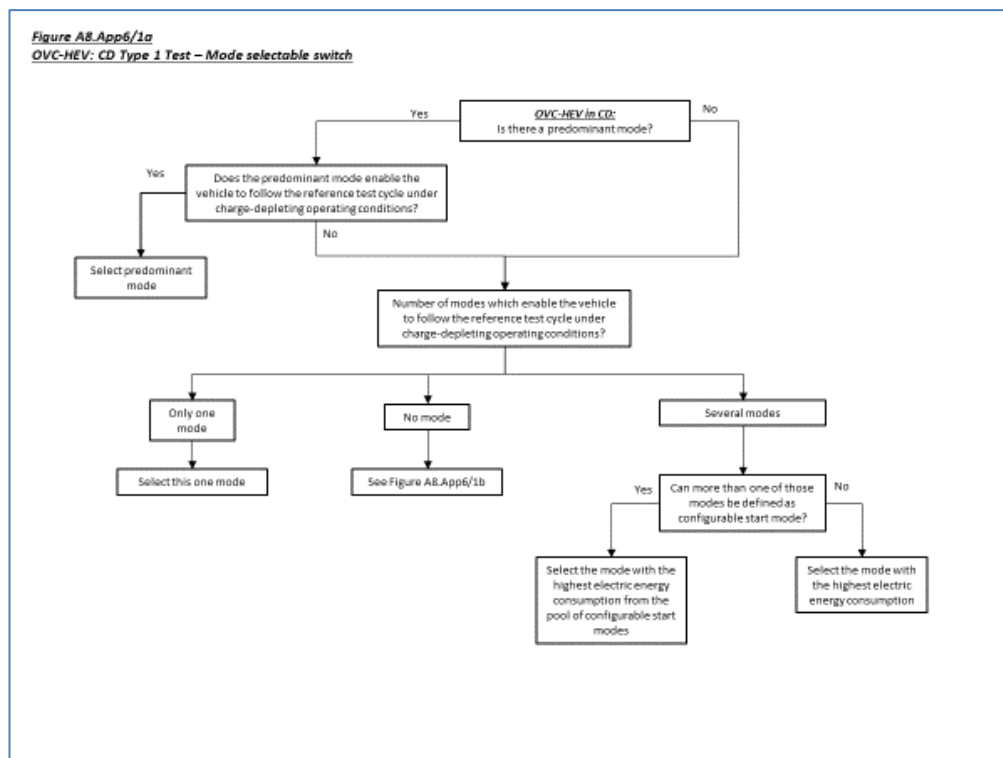 Figure A8.App6/1a
OVC-HEV: CD Type 1 Test – Mode selectable switch
Yes
OVC-HEV in CD:
Is there a predominant mode?
No
Yes
Does the predominant mode enable the
vehicle to follow the reference test cycle under
charge-depleting operating conditions?
No
Select predominant
mode
Number of modes which enable the vehicle
to follow the reference test cycle under
charge-depleting operating conditions?
Only one
mode
No mode
Several modes
Select this one mode
See Figure A8.App6/1b
Yes
Can more than one of those
modes be defined as
configurable start mode?
No
Select the mode with the
highest electric energy
consumption from the
pool of configurable start
modes
Select the mode with
the highest electric
energy consumption